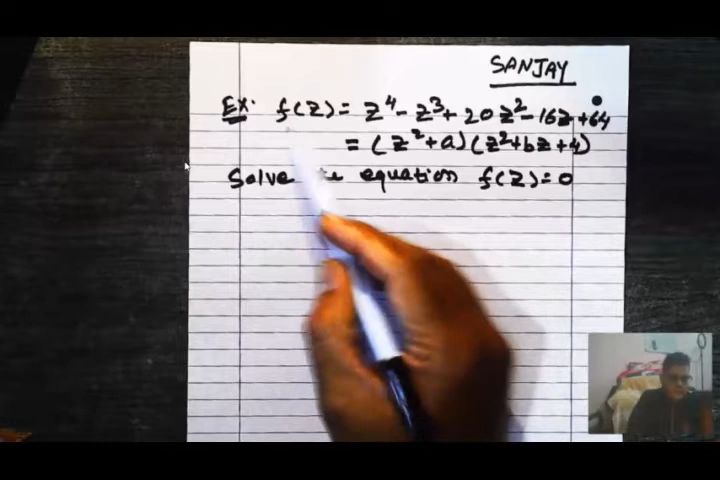 SANJAY
Ex. f(z) = z⁴ - z³ + 20z² - 16z + 64
= (z² + a)(z² + bz + 4)
Solve equation f(z) = 0